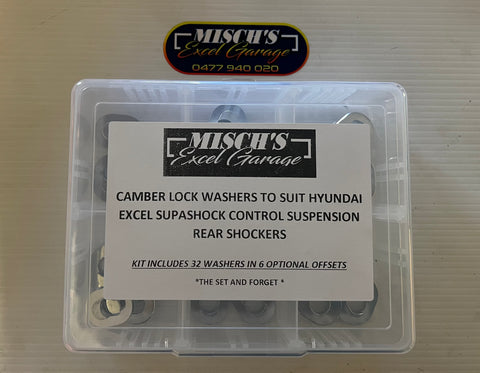 MISCH'S
Excel Garage
0477 940 020
MISCH'S
Excel Garage
CAMBER LOCK WASHERS TO SUIT HYUNDAI
EXCEL SUPASHOCK CONTROL SUSPENSION
REAR SHOCKERS
KIT INCLUDES 32 WASHERS IN 6 OPTIONAL OFFSETS
*THE SET AND FORGET *